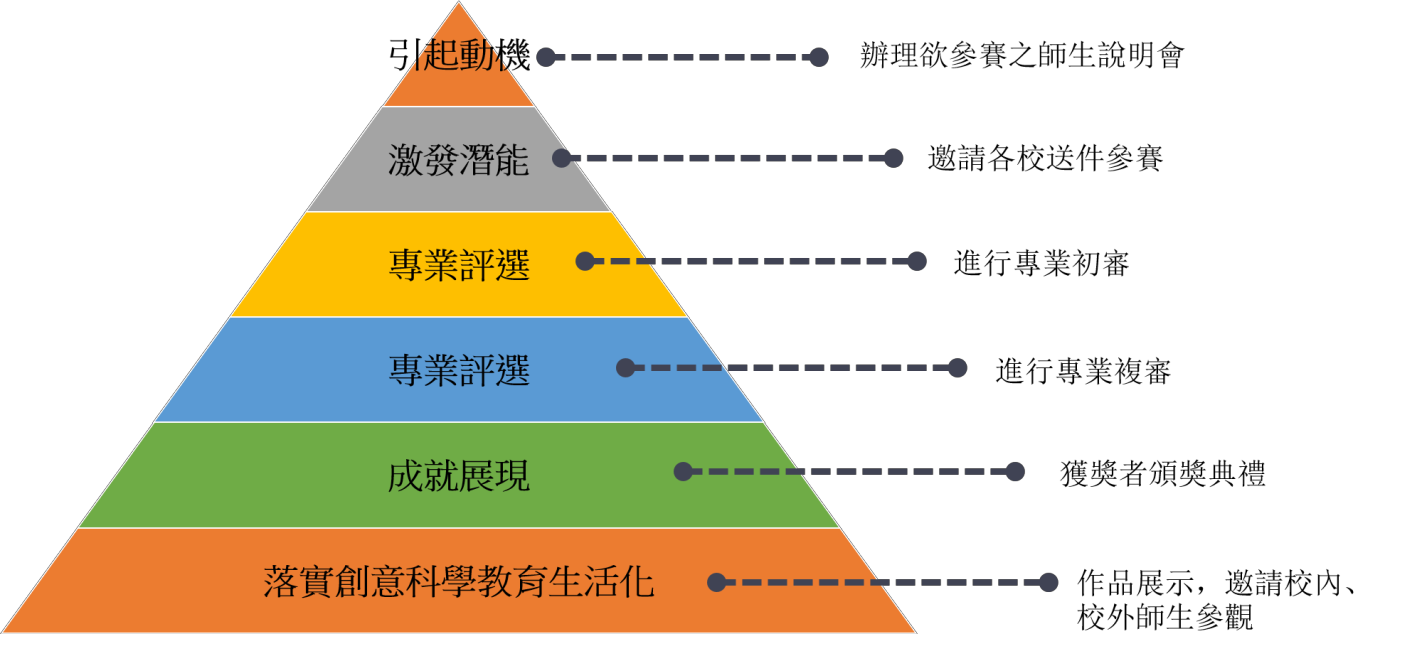 引起動機
辦理欲參賽之師生說明會
激發潛能
邀請各校送件參賽
專業評選
進行專業初審
專業評選
進行專業複審
成就展現
獲獎者頒獎典禮
落實創意科學教育生活化
作品展示，邀請校內、
校外師生參觀